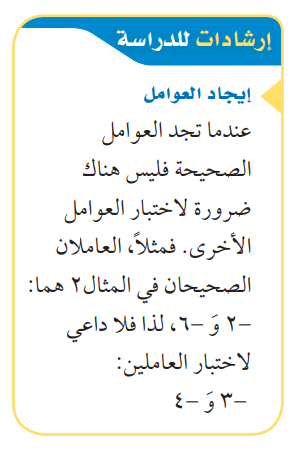 إرشادات للدراسة
إيجاد العوامل
عندما تجد العوامل
الصحيحة فليس هناك
ضرورة لاختبار العوامل
الأخرى. فمثلاً، العاملان
الصحيحان في المثال٢ هما:
-٢ وَ -٦، لذا فلا داعي
لاختبار العاملين:
-٣ وَ -٤